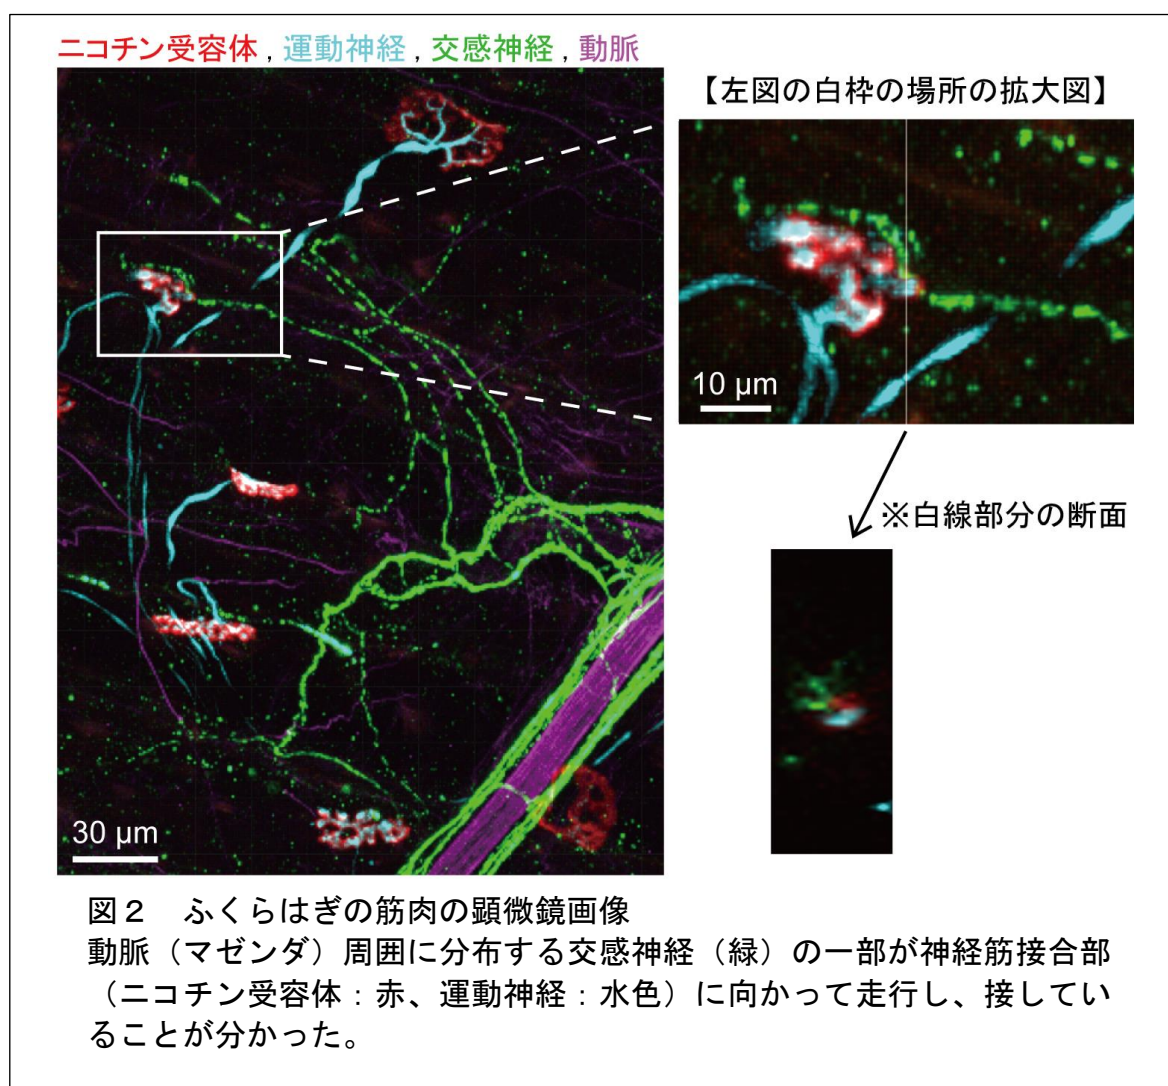 ニコチン受容体 , 運動神経 , 交感神経 , 動脈
【左図の白枠の場所の拡大図】
10 µm
※白線部分の断面
30 µm
図2 ふくらはぎの筋肉の顕微鏡画像
動脈（マゼンダ）周囲に分布する交感神経（緑）の一部が神経筋接合部
（ニコチン受容体：赤、運動神経：水色）に向かって走行し、接してい
ることが分かった。